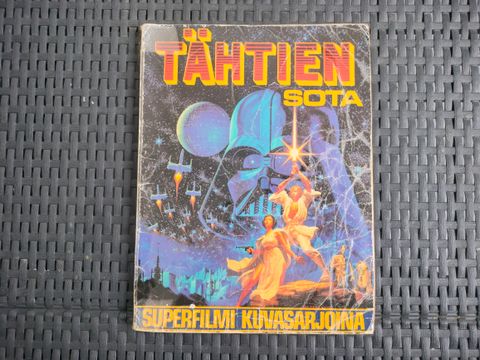 TÄHTIEN
SOTA
SUPERFILMI KUVASARJOINA